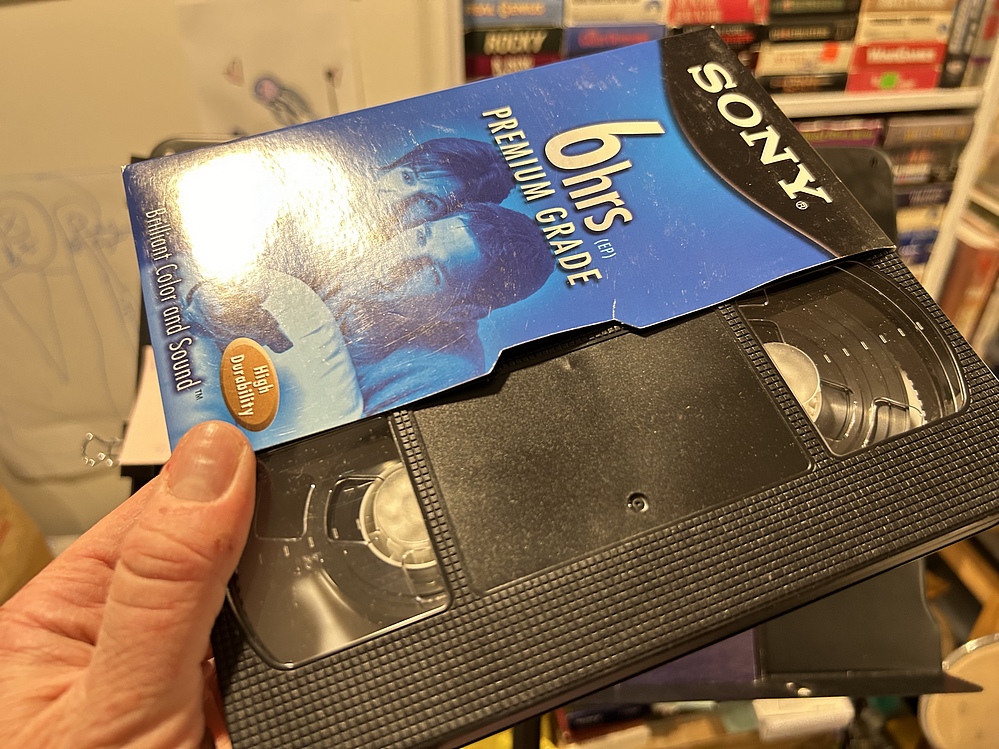 SONY®
6hrs (EP)
PREMIUM GRADE
Brilliant Color and Sound™
High
Durability
ROCKY